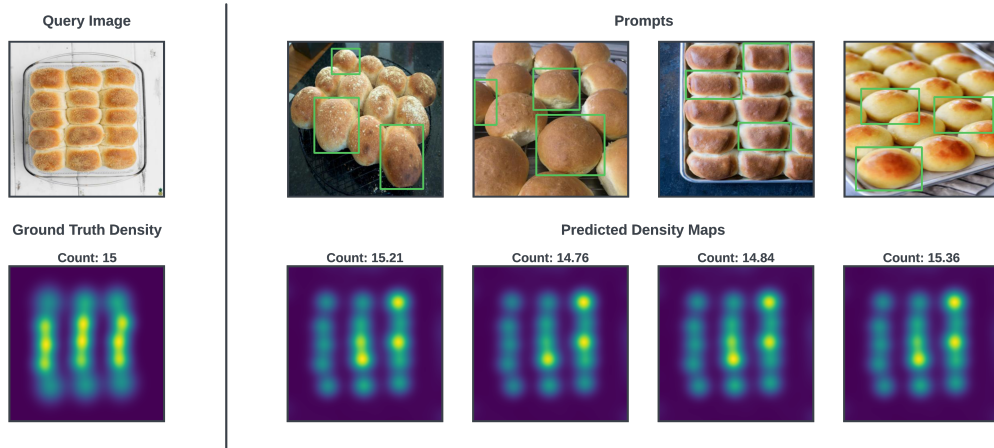 Query Image
Prompts
Ground Truth Density
Predicted Density Maps
Count: 15
Count: 15.21
Count: 14.76
Count: 14.84
Count: 15.36